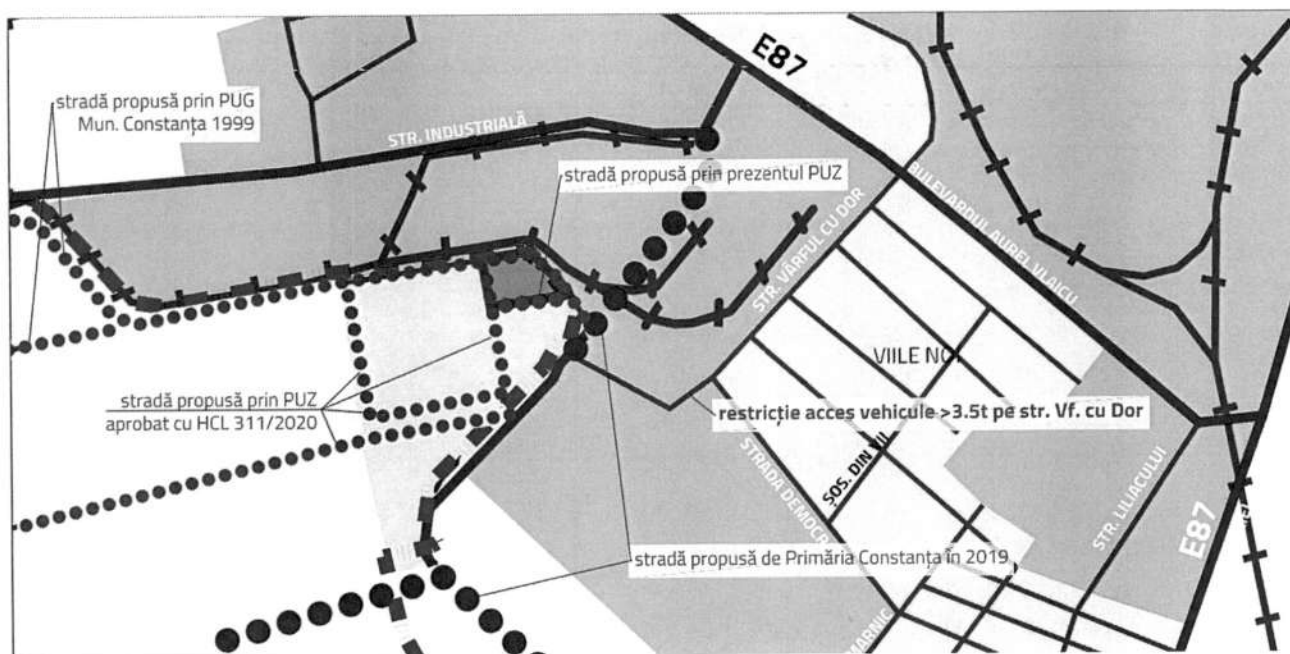 E87
stradă propusă prin PUG
Mun. Constanța 1999
STR. INDUSTRIALĂ
stradă propusă prin prezentul PUZ
BULEVARDUL AUREL VLAICU
STR. VÂRFUL CU DOR
VIILE NOI
stradă propusă prin PUZ
aprobat cu HCL 311/2020
restricție acces vehicule >3.5t pe str. Vf. cu Dor
ȘOS. DIN VII
STRADA DEMOCR
STR. LILIACULUI
E87
stradă propusă de Primăria Constanța în 2019
MARNIC